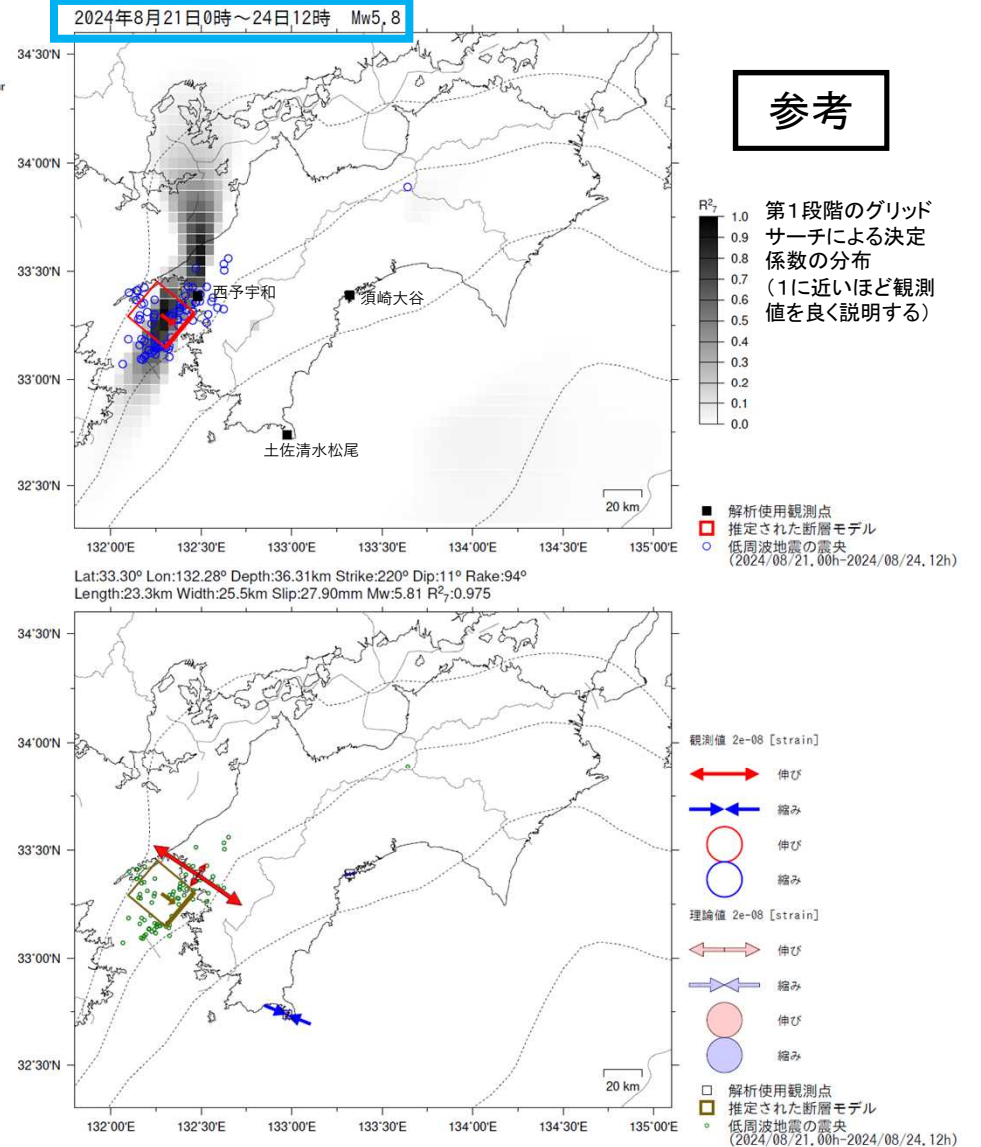 2024年8月21日0時～24日12時 Mw5.8
参考
34°30'N
34°00'N
33°30'N
33°00'N
32°30'N
132°00'E
132°30'E
133°00'E
133°30'E
134°00'E
134°30'E
135°00'E
西予宇和
須崎大谷
土佐清水松尾
20 km
R²₇
1.0
0.9
0.8
0.7
0.6
0.5
0.4
0.3
0.2
0.1
0.0
第１段階のグリッド
サーチによる決定
係数の分布
（１に近いほど観測
値を良く説明する）
解析使用観測点
推定された断層モデル
低周波地震の震央
(2024/08/21.00h-2024/08/24.12h)
Lat:33.30° Lon:132.28° Depth:36.31km Strike:220° Dip:11° Rake:94°
Length:23.3km Width:25.5km Slip:27.90mm Mw:5.81 R²₇:0.975
34°30'N
34°00'N
33°30'N
33°00'N
32°30'N
132°00'E
132°30'E
133°00'E
133°30'E
134°00'E
134°30'E
135°00'E
20 km
観測値 2e-08 [strain]
伸び
縮み
伸び
縮み
理論値 2e-08 [strain]
伸び
縮み
伸び
縮み
解析使用観測点
推定された断層モデル
低周波地震の震央
(2024/08/21.00h-2024/08/24.12h)